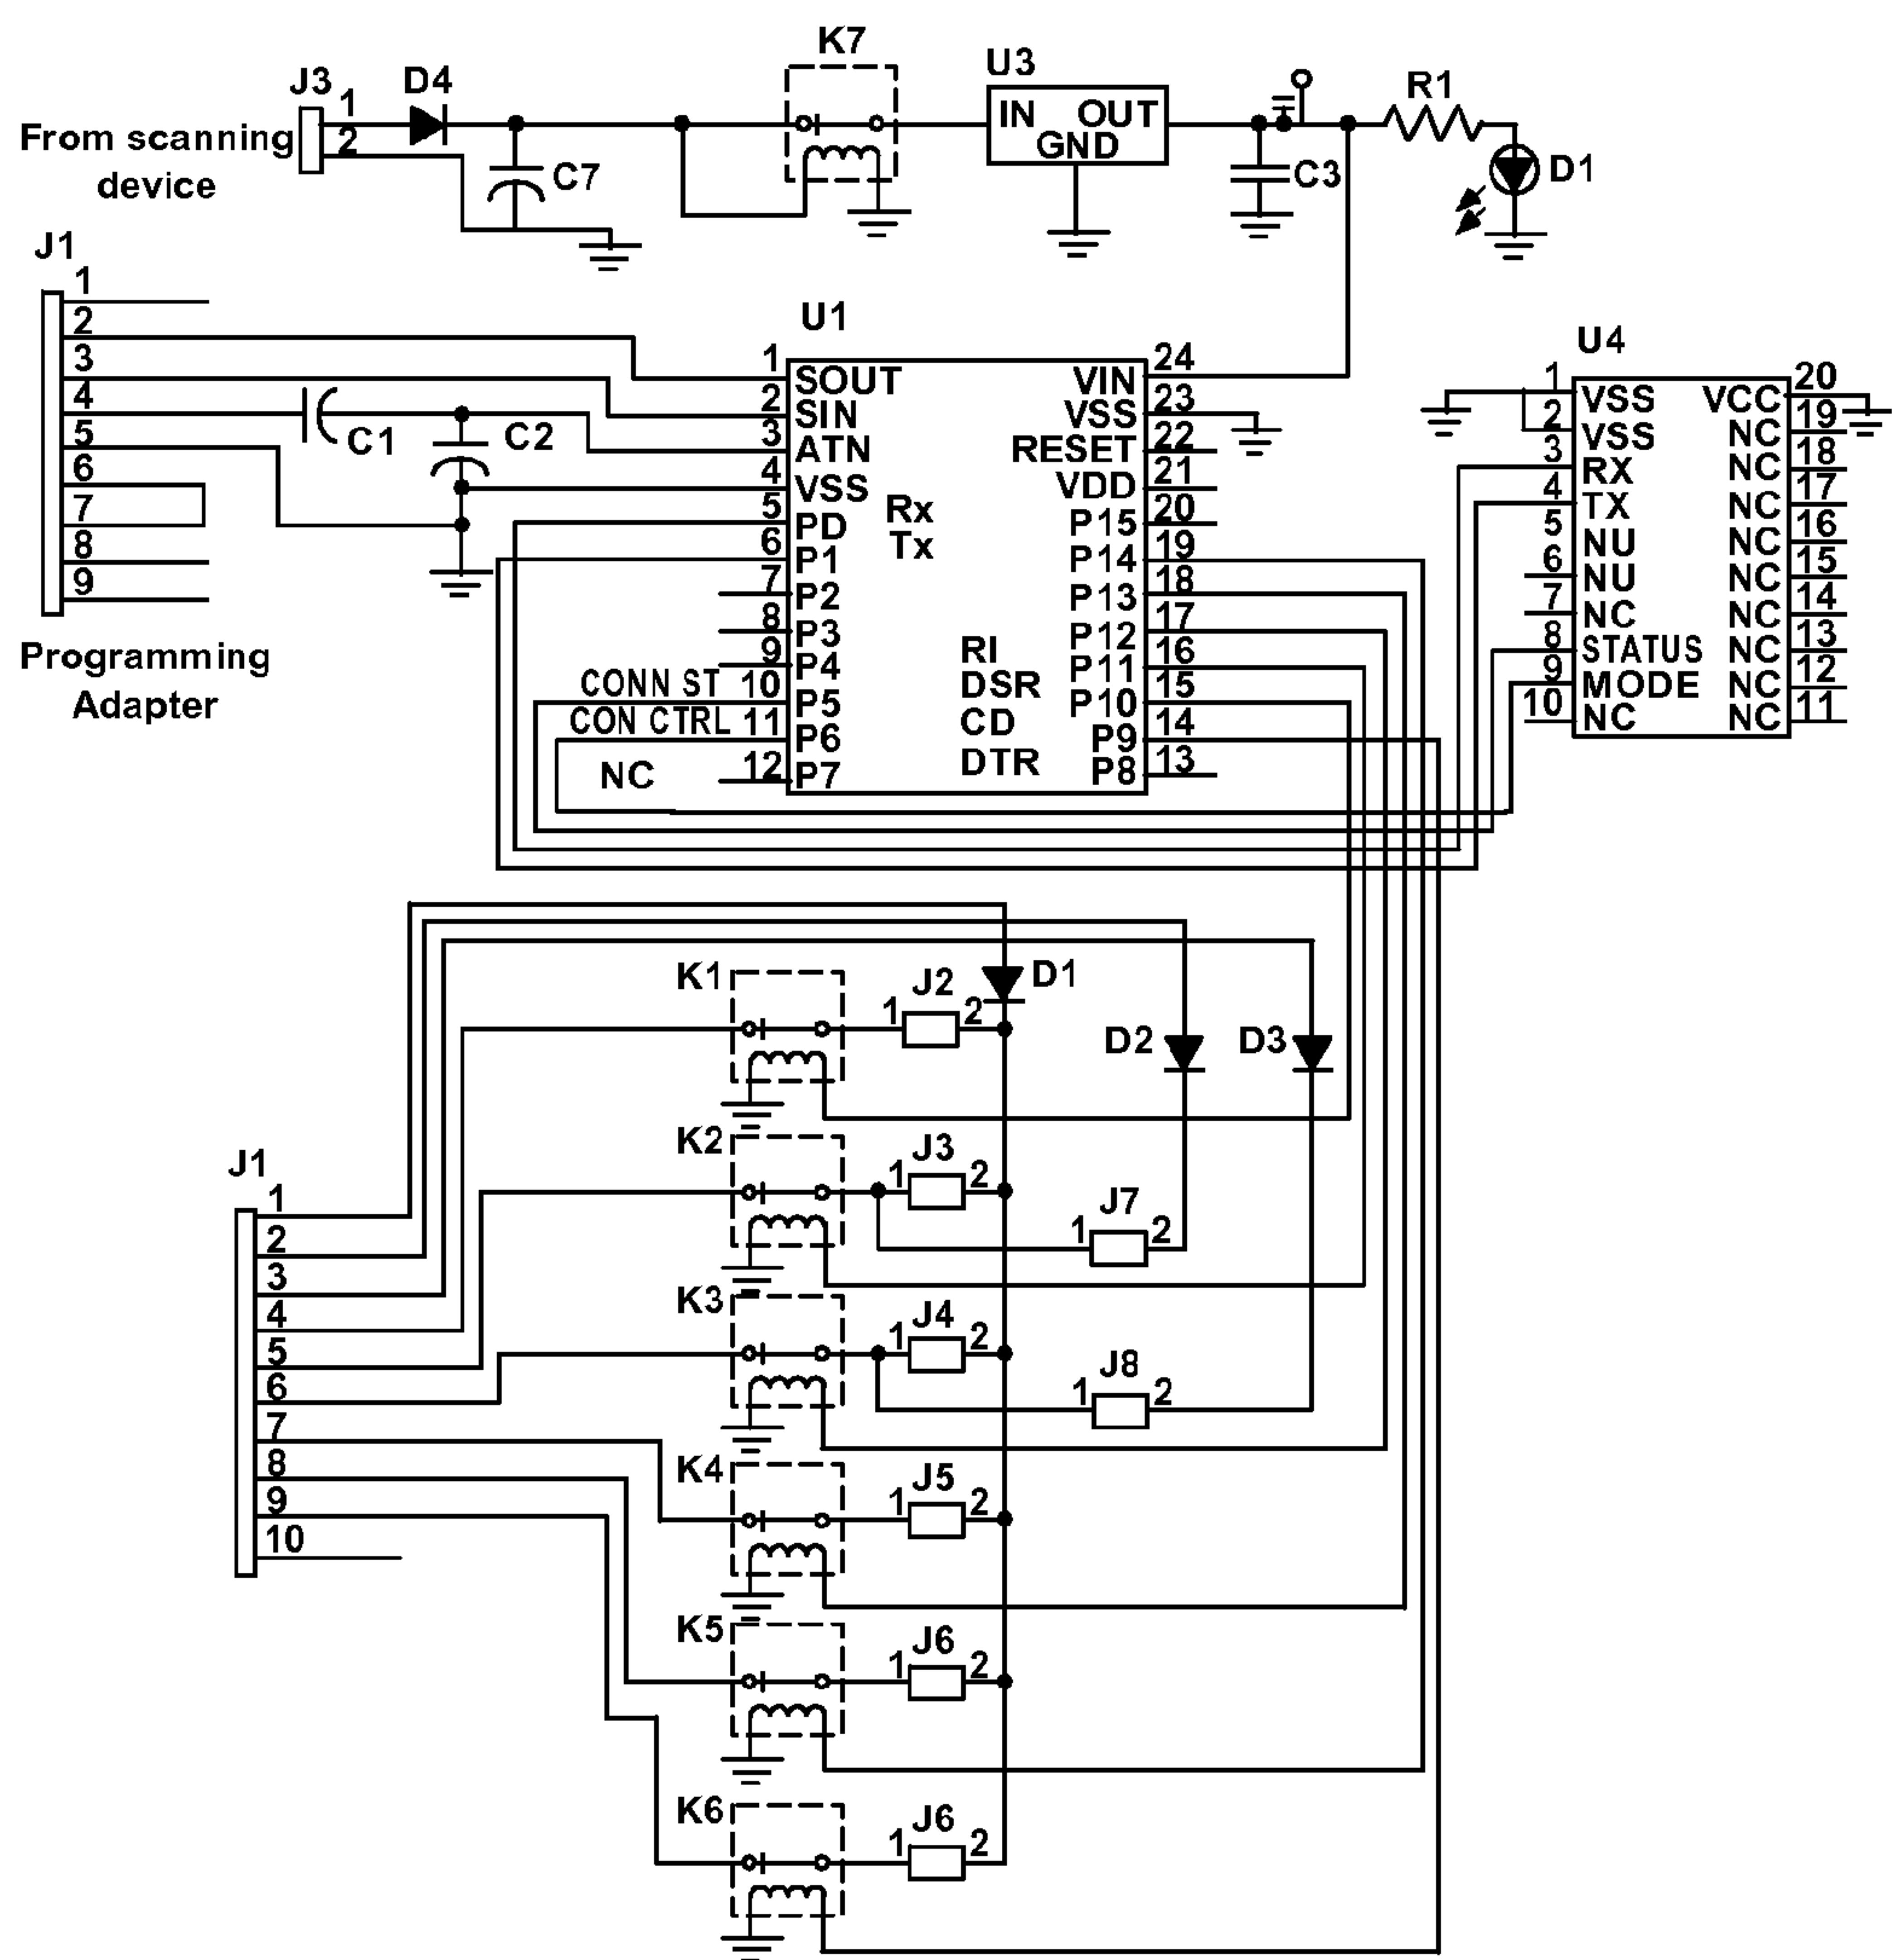 K7
U3
J3
D4
R1
1
2
IN OUT
GND
From scanning
device
C7
C3
D1
J1
1
2
3
4
5
6
7
8
9
C1
C2
Programming
Adapter
U1
1 SOUT
2 SIN
3 ATN
4 VSS
5 PD
6 P1
7 P2
8 P3
9 P4
CONN ST 10 P5
CON CTRL 11 P6
NC 12 P7
Rx
Tx
RI
DSR
CD
DTR
VIN 24
VSS 23
RESET 22
VDD 21
P15 20
P14 19
P13 18
P12 17
P11 16
P10 15
P9 14
P8 13
U4
1 VSS
2 VSS
3 RX
4 TX
5 NU
6 NU
7 NC
8 STATUS
9 MODE
10 NC
VCC 20
NC 19
NC 18
NC 17
NC 16
NC 15
NC 14
NC 13
NC 12
NC 11
K1
1 J2 2
D1
D2
D3
K2
1 J3 2
1 J7 2
K3
1 J4 2
1 J8 2
K4
1 J5 2
K5
1 J6 2
K6
1 J6 2
J1
1
2
3
4
5
6
7
8
9
10